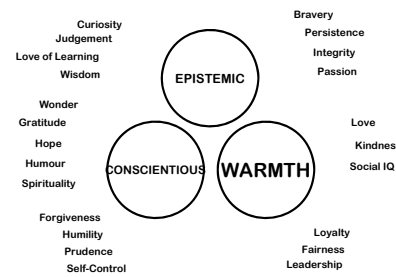 Curiosity
Judgement
Love of Learning
Wisdom
Bravery
Persistence
Integrity
Passion
EPISTEMIC
Wonder
Gratitude
Hope
Humour
Spirituality
CONSCIENTIOUS
WARMTH
Love
Kindnes
Social IQ
Forgiveness
Humility
Prudence
Self-Control
Loyalty
Fairness
Leadership